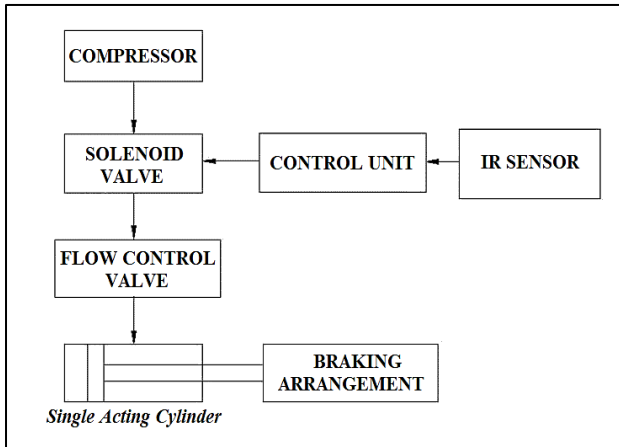 COMPRESSOR
SOLENOID
VALVE
CONTROL UNIT
IR SENSOR
FLOW CONTROL
VALVE
BRAKING
ARRANGEMENT
Single Acting Cylinder